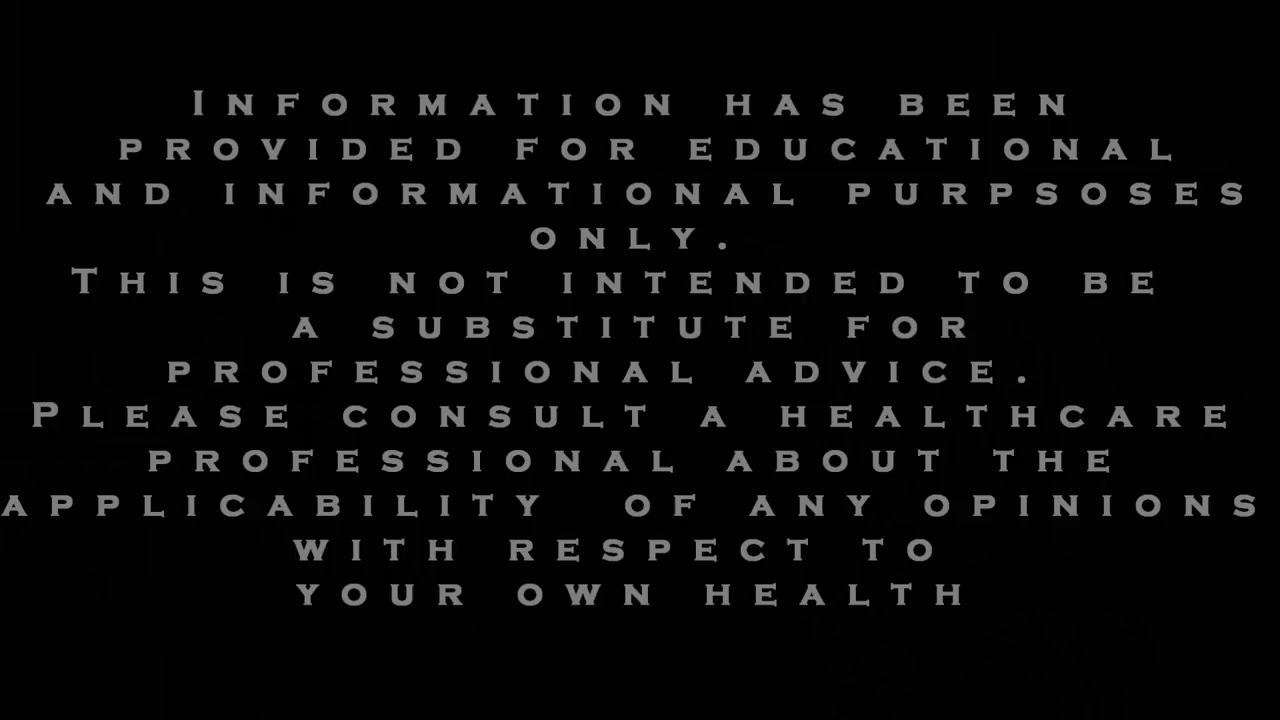 Information has been
provided for educational
and informational purpsoses
only.
This is not intended to be
a substitute for
professional advice.
Please consult a healthcare
professional about the
applicability of any opinions
with respect to
your own health